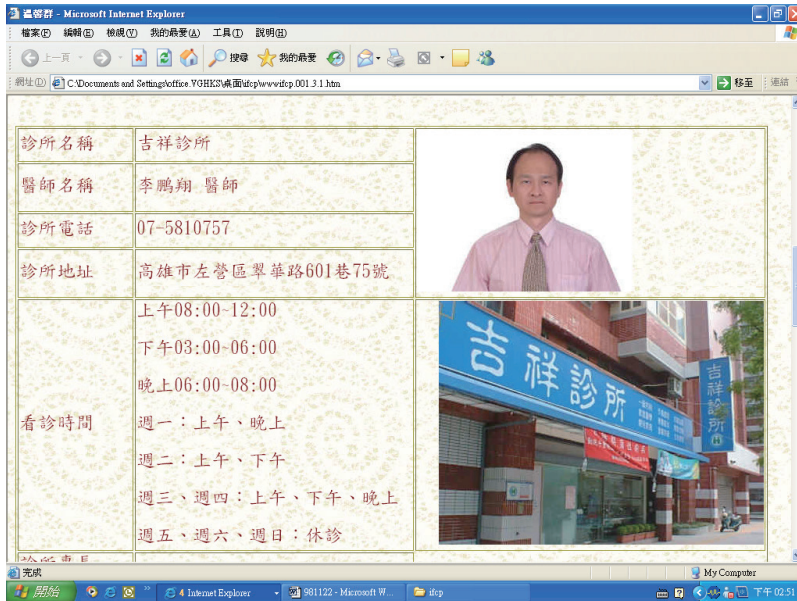 溫馨群 - Microsoft Internet Explorer
檔案(F) 編輯(E) 檢視(V) 我的最愛(A) 工具(T) 說明(H)
上一頁 搜尋 我的最愛
網址(D) C:\Documents and Settings\office.VGHKS\桌面\ifcp\www\ifcp.001.3.1.htm 移至 連結
診所名稱 吉祥診所
醫師名稱 李鵬翔 醫師
診所電話 07-5810757
診所地址 高雄市左營區翠華路601巷75號
看診時間
上午08:00~12:00
下午03:00~06:00
晚上06:00~08:00
週一：上午、晚上
週二：上午、下午
週三、週四：上午、下午、晚上
週五、週六、週日：休診
吉祥診所
吉祥診所
診所專長
完成 My Computer
開始 4 Internet Explorer 981122 - Microsoft W... ifcp 下午 02:51